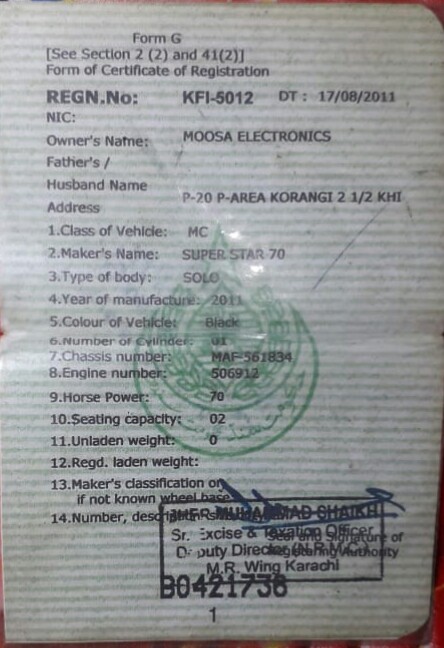 Form G
[See Section 2 (2) and 41(2)]
Form of Certificate of Registration
REGN.No: KFI-5012 DT : 17/08/2011
NIC:
Owner's Name: MOOSA ELECTRONICS
Father's /
Husband Name
Address P-20 P-AREA KORANGI 2 1/2 KHI
1.Class of Vehicle: MC
2.Maker's Name: SUPER STAR 70
3.Type of body: SOLO
4.Year of manufacture: 2011
5.Colour of Vehicle: Black
6.Number of Cylinder: 01
7.Chassis number: MAF-561834
8.Engine number: 506912
9.Horse Power: 70
10.Seating capacity: 02
11.Unladen weight: 0
12.Regd. laden weight:
13.Maker's classification or
if not known wheel base
14.Number,
MUHAMMAD SHAIKH
Sr. Excise & Taxation Officer
Seal and Signature of
Deputy Director
Registering Authority
M.R. Wing Karachi
B0421738
1